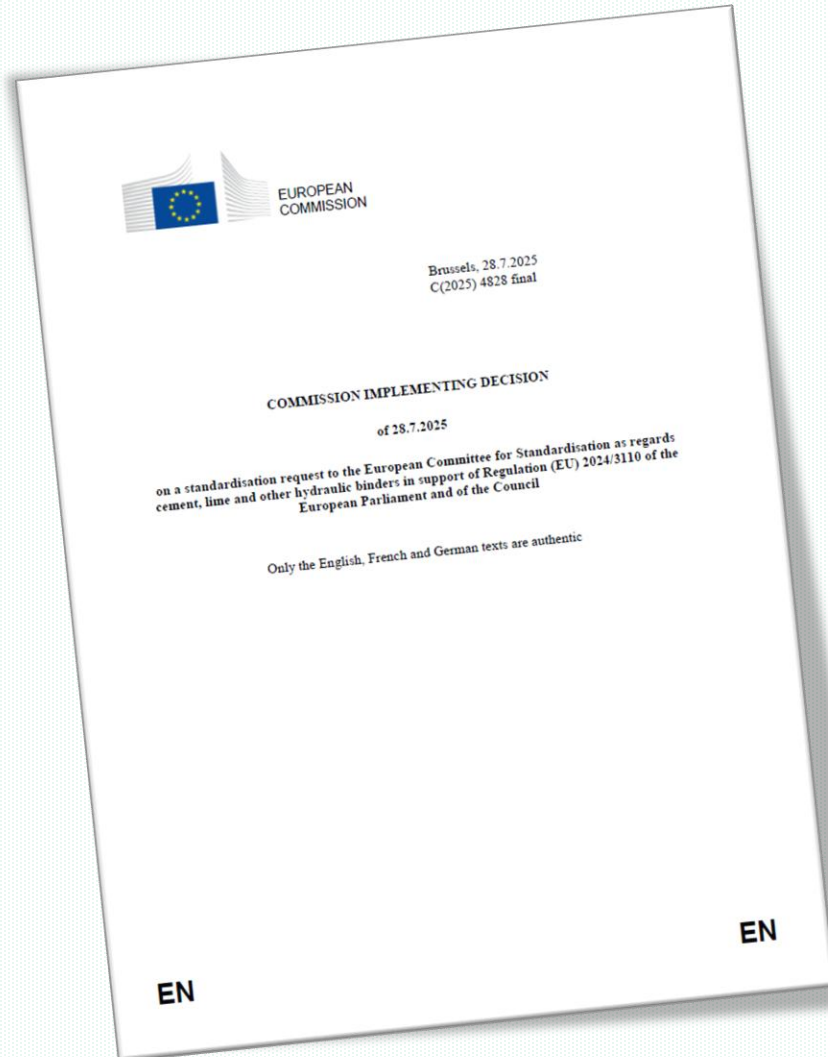 EUROPEAN
COMMISSION
Brussels, 28.7.2025
C(2025) 4828 final
COMMISSION IMPLEMENTING DECISION
of 28.7.2025
on a standardisation request to the European Committee for Standardisation as regards
cement, lime and other hydraulic binders in support of Regulation (EU) 2024/3110 of the
European Parliament and of the Council
Only the English, French and German texts are authentic
EN
EN